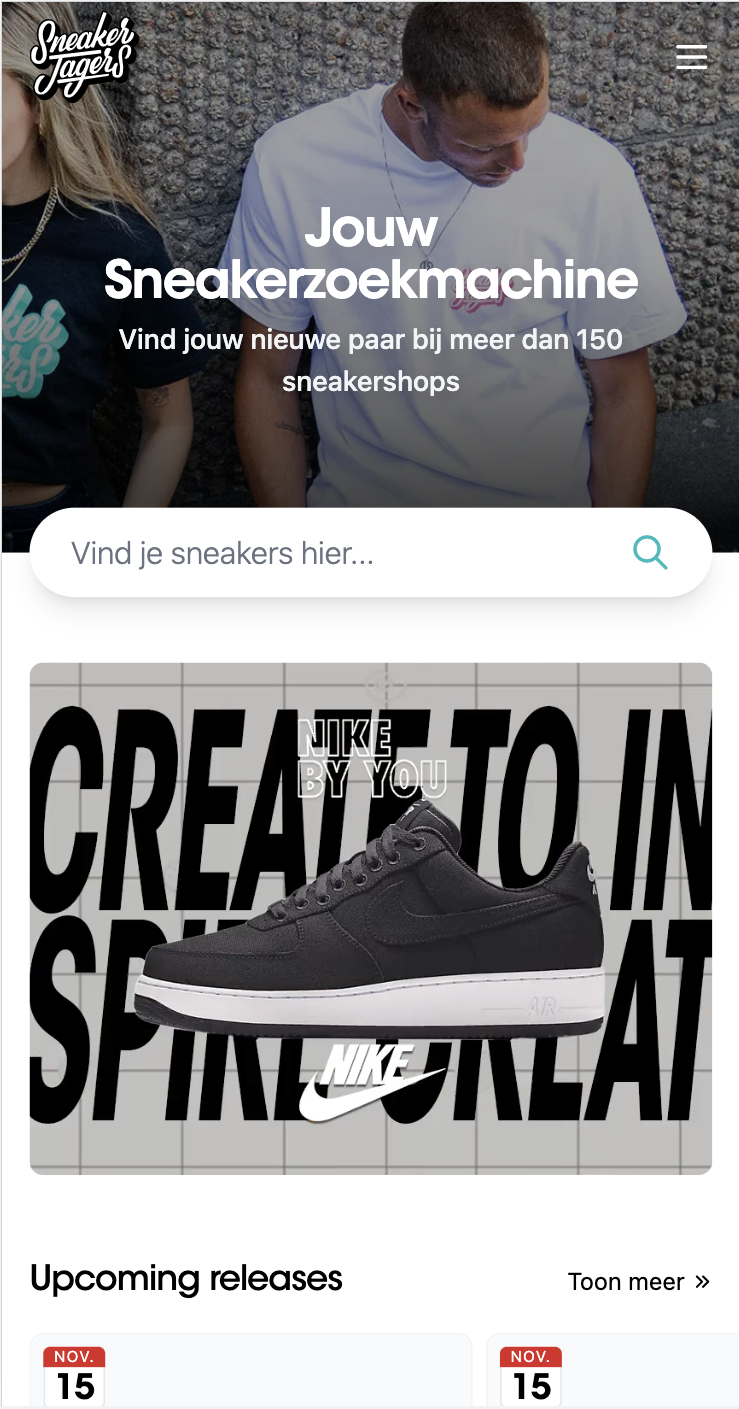 Sneaker
Jagers
Jouw
Sneakerzoekmachine
Vind jouw nieuwe paar bij meer dan 150
sneakershops
Vind je sneakers hier...
NIKE
BY YOU
CREATE TO IN
SPIRE CREAT
AIR
NIKE
Upcoming releases
Toon meer »
NOV.
15
NOV.
15